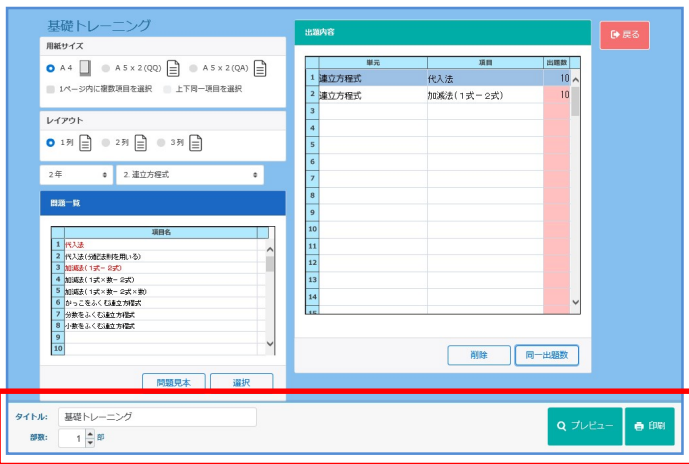 基礎トレーニング
用紙サイズ
A4 A5×2(QQ) A5×2(QA)
1ページ内に複数項目を選択 上下同一項目を選択
レイアウト
1列 2列 3列
2年 2. 連立方程式
問題一覧
項目名
1 代入法
2 代入法(分配法則を用いる)
3 加減法(1式−2式)
4 加減法(1式×数−2式)
5 加減法(1式×数−2式×数)
6 かっこをふくむ連立方程式
7 分数をふくむ連立方程式
8 小数をふくむ連立方程式
9
10
問題見本 選択
出題内容
単元 項目 出題数
1 連立方程式 代入法 10
2 連立方程式 加減法(1式−2式) 10
3
4
5
6
7
8
9
10
11
12
13
14
15
削除 同一出題数
戻る
タイトル: 基礎トレーニング
部数: 1 部
プレビュー 印刷